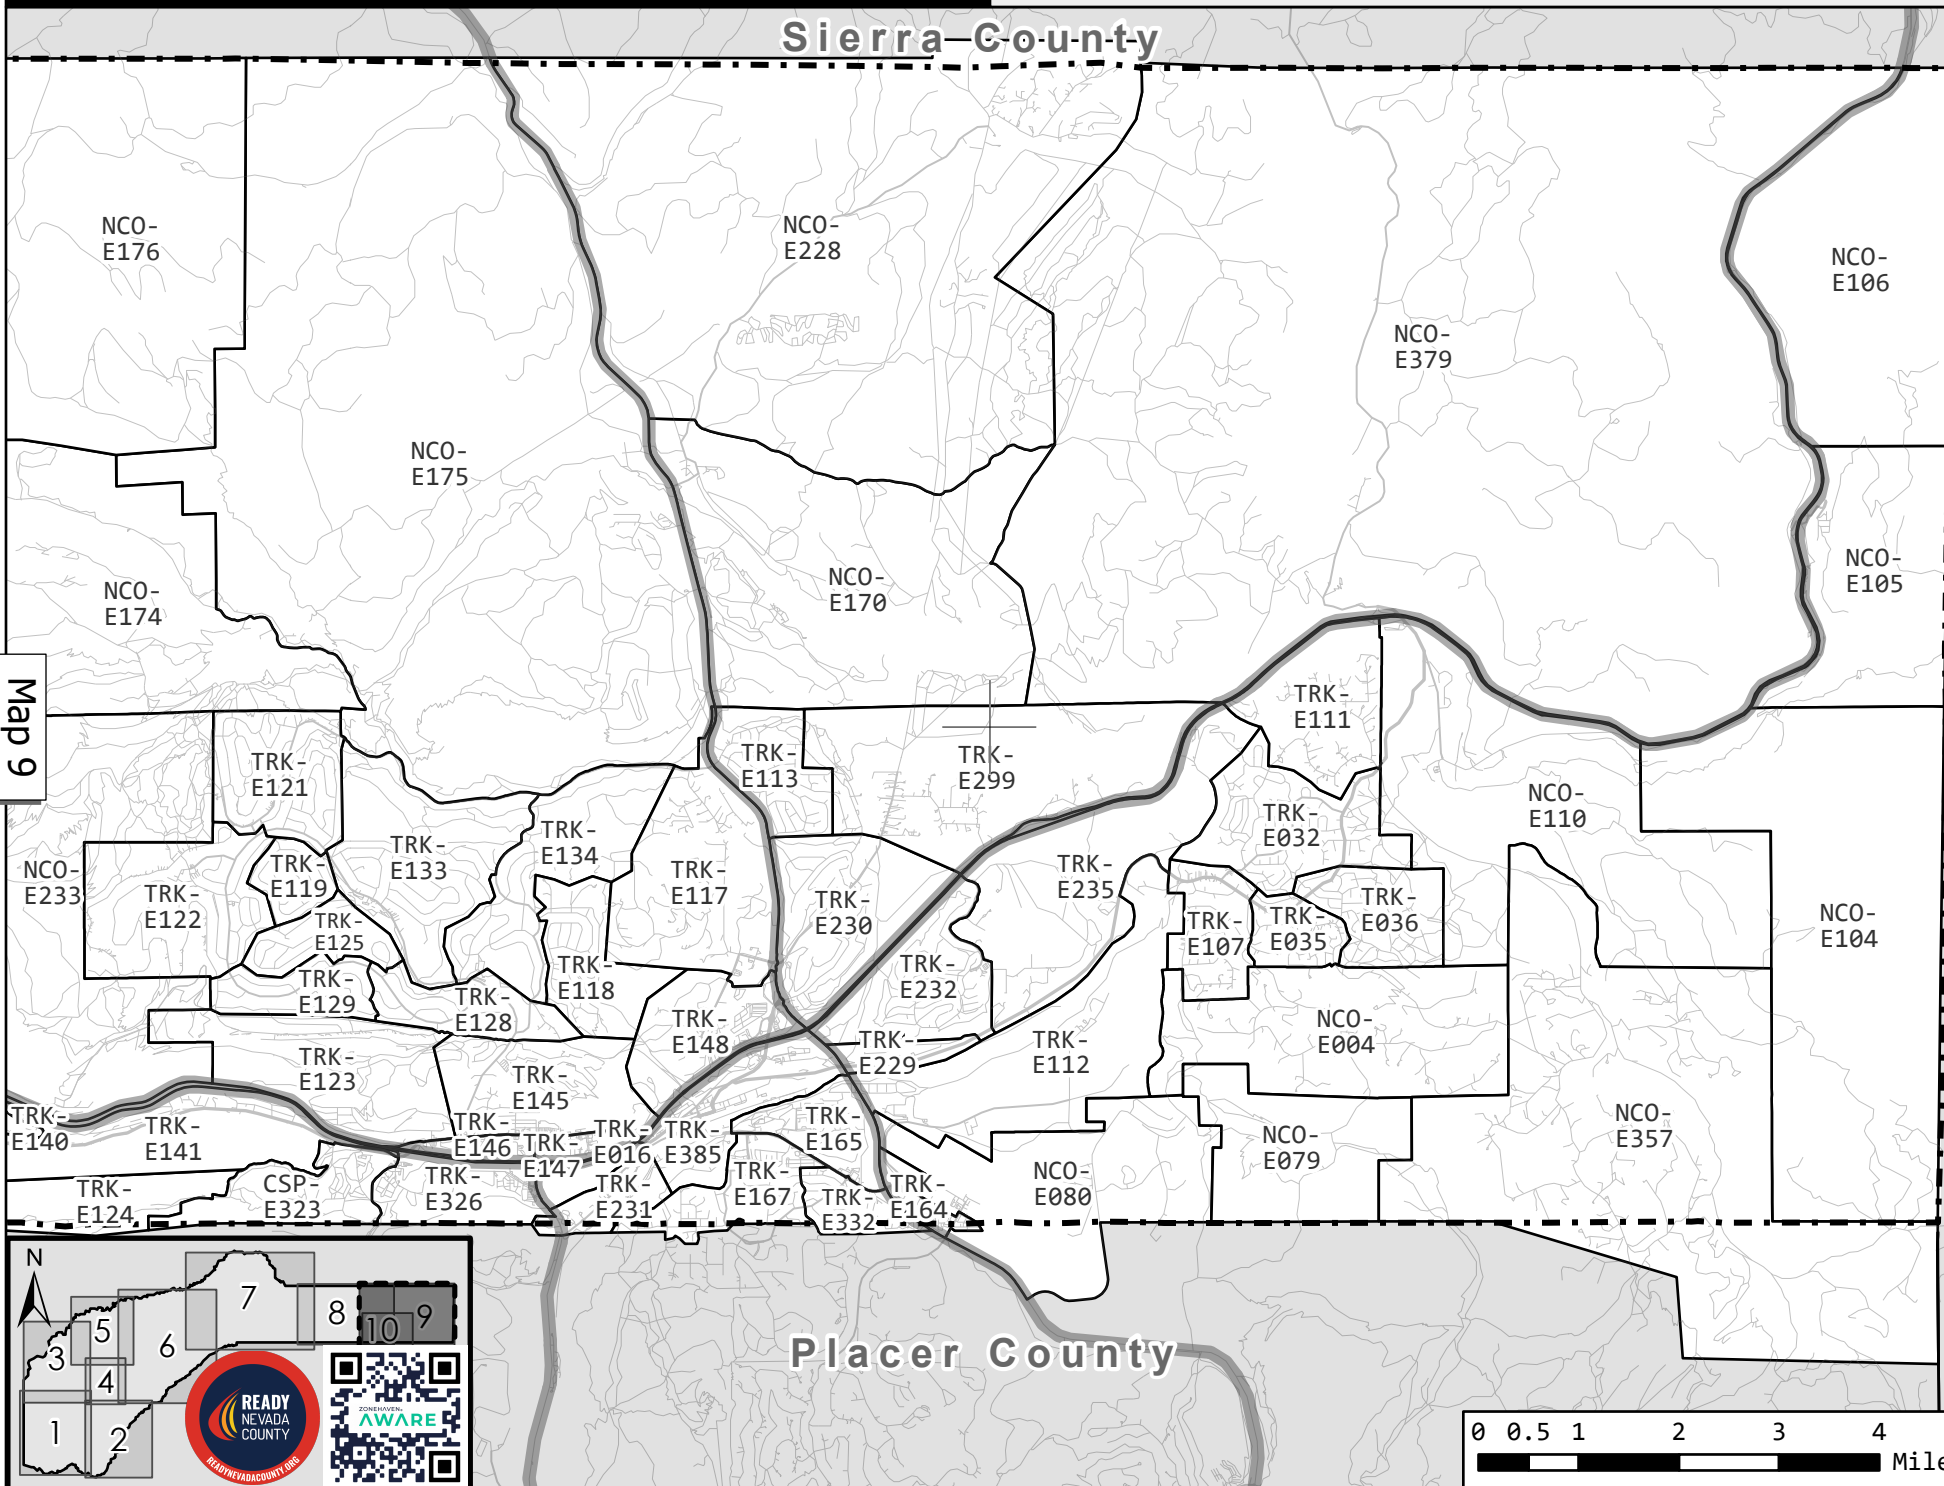 Sierra County
NCO-
E176
NCO-
E228
NCO-
E106
NCO-
E379
NCO-
E175
NCO-
E174
NCO-
E170
NCO-
E105
Map 9
TRK-
E111
TRK-
E121
TRK-
E113
TRK-
E299
NCO-
E110
TRK-
E032
TRK-
E134
TRK-
E133
NCO-
E233
TRK-
E119
TRK-
E122
TRK-
E117
TRK-
E235
TRK-
E230
TRK-
E036
TRK-
E107
TRK-
E035
NCO-
E104
TRK-
E125
TRK-
E129
TRK-
E118
TRK-
E232
TRK-
E128
TRK-
E148
NCO-
E004
TRK-
E229
TRK-
E112
TRK-
E123
TRK-
E145
TRK-
E140
TRK-
E141
TRK-
E146
TRK-
E147
TRK-
E016
TRK-
E385
TRK-
E165
NCO-
E357
NCO-
E079
TRK-
E124
CSP-
E323
TRK-
E326
TRK-
E231
TRK-
E167
TRK-
E332
TRK-
E164
NCO-
E080
Placer County
N
7
8
9
10
5
6
3
4
1
2
READY
NEVADA
COUNTY
READYNEVADACOUNTY.ORG
ZONEHAVEN
AWARE
0 0.5 1 2 3 4
Mile